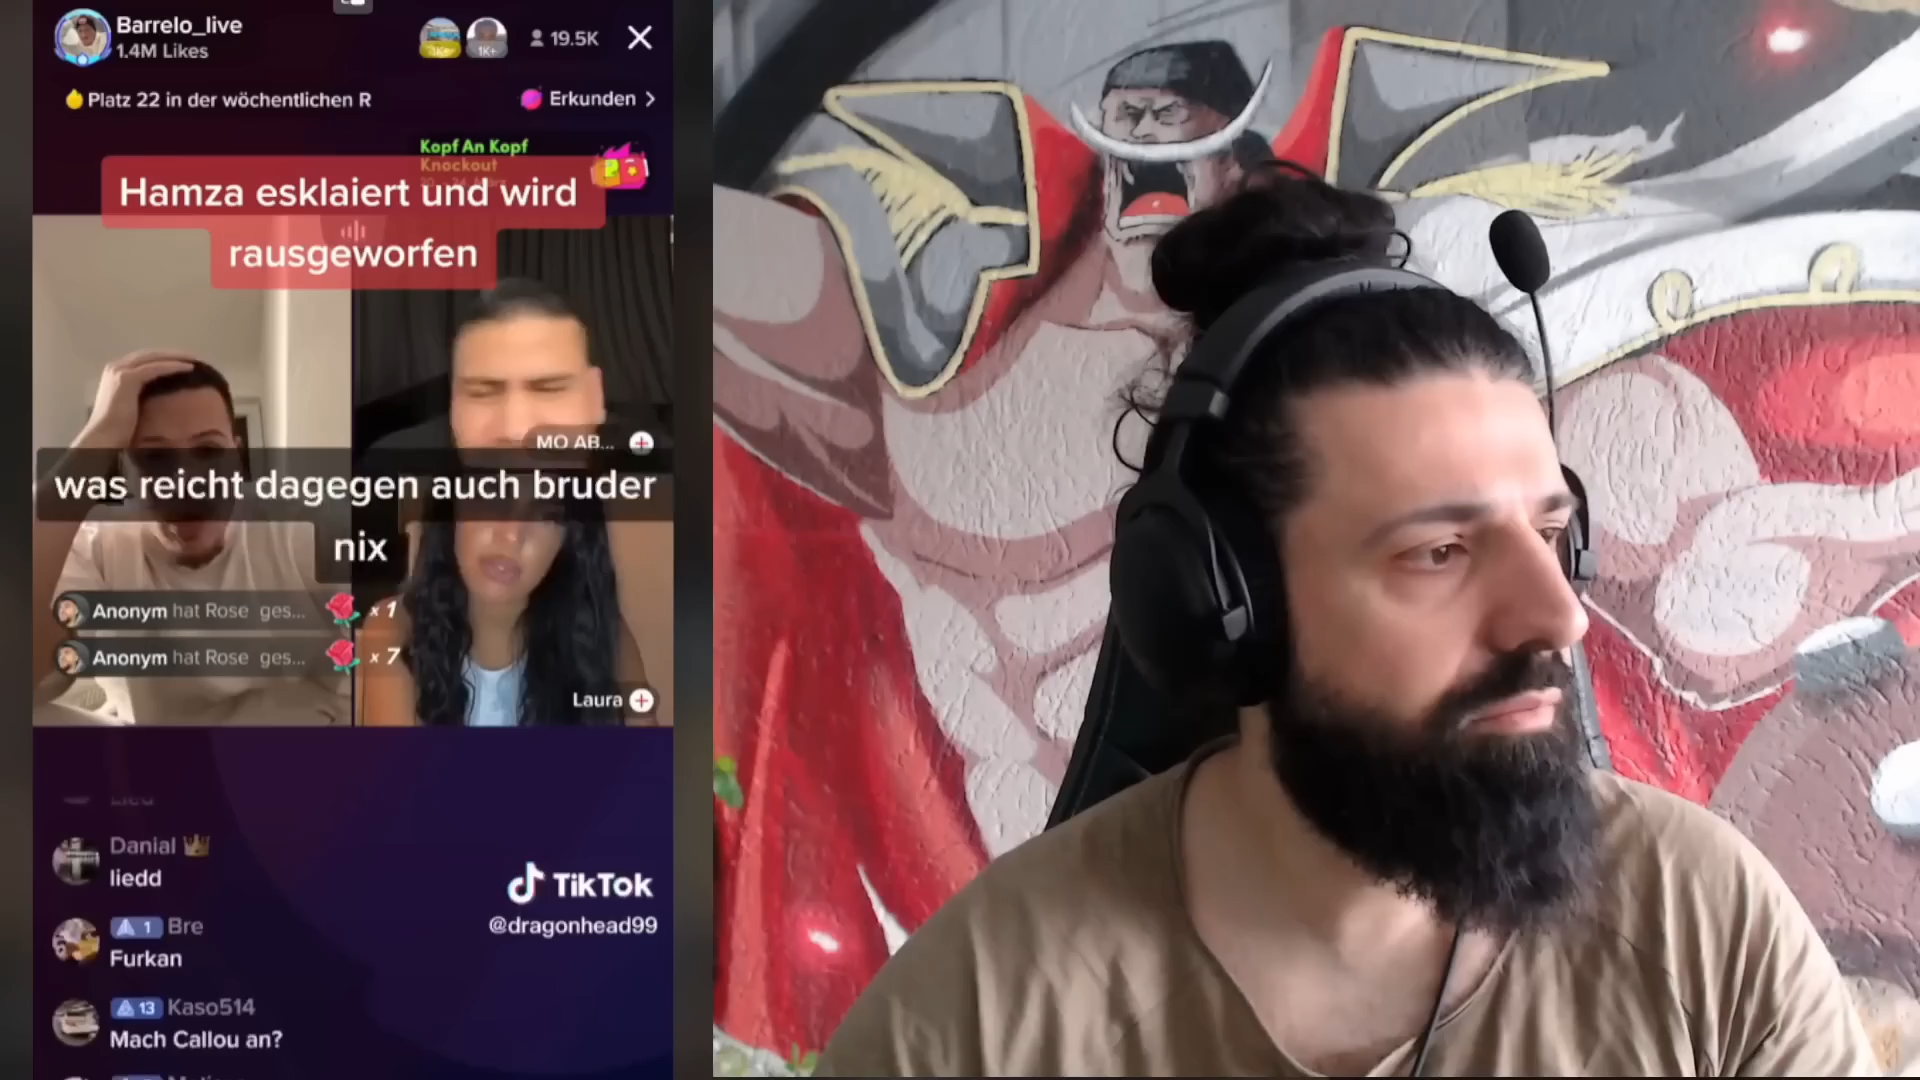 Barrelo_live
1.4M Likes
1K+
19.5K
Platz 22 in der wöchentlichen R
Erkunden
Kopf An Kopf
Knockout
Hamza esklaiert und wird
rausgeworfen
MO AB...
was reicht dagegen auch bruder
nix
Anonym hat Rose ges... x 1
Anonym hat Rose ges... x 7
Laura
Danial
liedd
TikTok
@dragonhead99
1 Bre
Furkan
13 Kaso514
Mach Callou an?